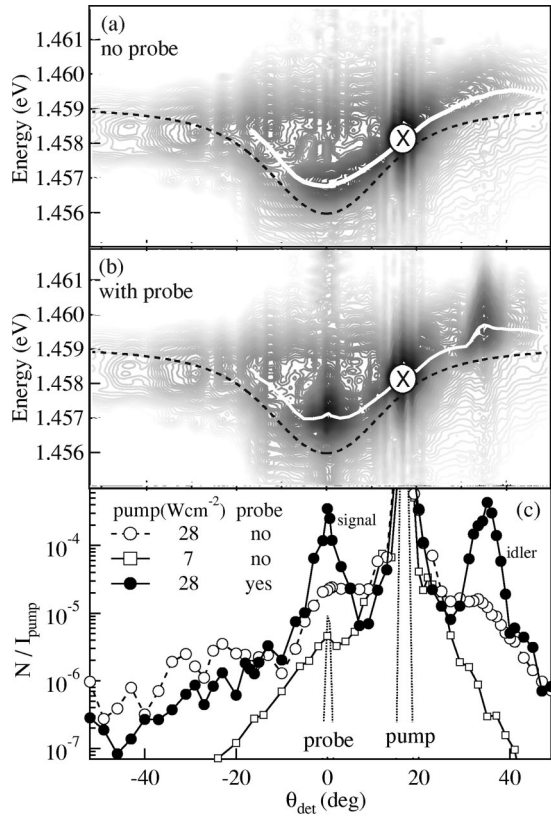 (a)
no probe
Energy (eV)
1.461
1.460
1.459
1.458
1.457
1.456
X
(b)
with probe
Energy (eV)
1.461
1.460
1.459
1.458
1.457
1.456
X
(c)
pump(Wcm⁻²) probe
28 no
7 no
28 yes
signal
idler
probe
pump
N / I_pump
10⁻⁴
10⁻⁵
10⁻⁶
10⁻⁷
-40 -20 0 20 40
θ_det (deg)